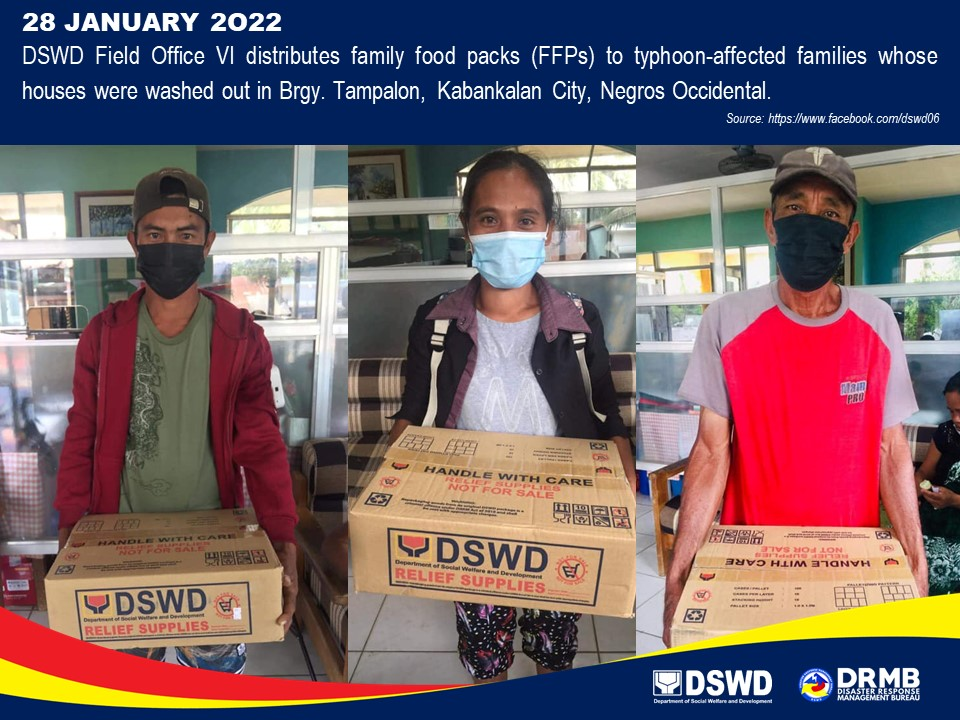 28 JANUARY 2022
DSWD Field Office VI distributes family food packs (FFPs) to typhoon-affected families whose
houses were washed out in Brgy. Tampalon, Kabankalan City, Negros Occidental.
Source: https://www.facebook.com/dswd06
HANDLE WITH CARE
RELIEF SUPPLIES
NOT FOR SALE
DSWD
Department of Social Welfare and Development
RELIEF SUPPLIES
HANDLE WITH CARE
RELIEF SUPPLIES
NOT FOR SALE
DSWD
Department of Social Welfare and Development
RELIEF SUPPLIES
PRO
NOT FOR SALE
RELIEF SUPPLIES
HANDLE WITH CARE
DSWD
Department of Social Welfare and Development
DRMB
DISASTER RESPONSE
MANAGEMENT BUREAU